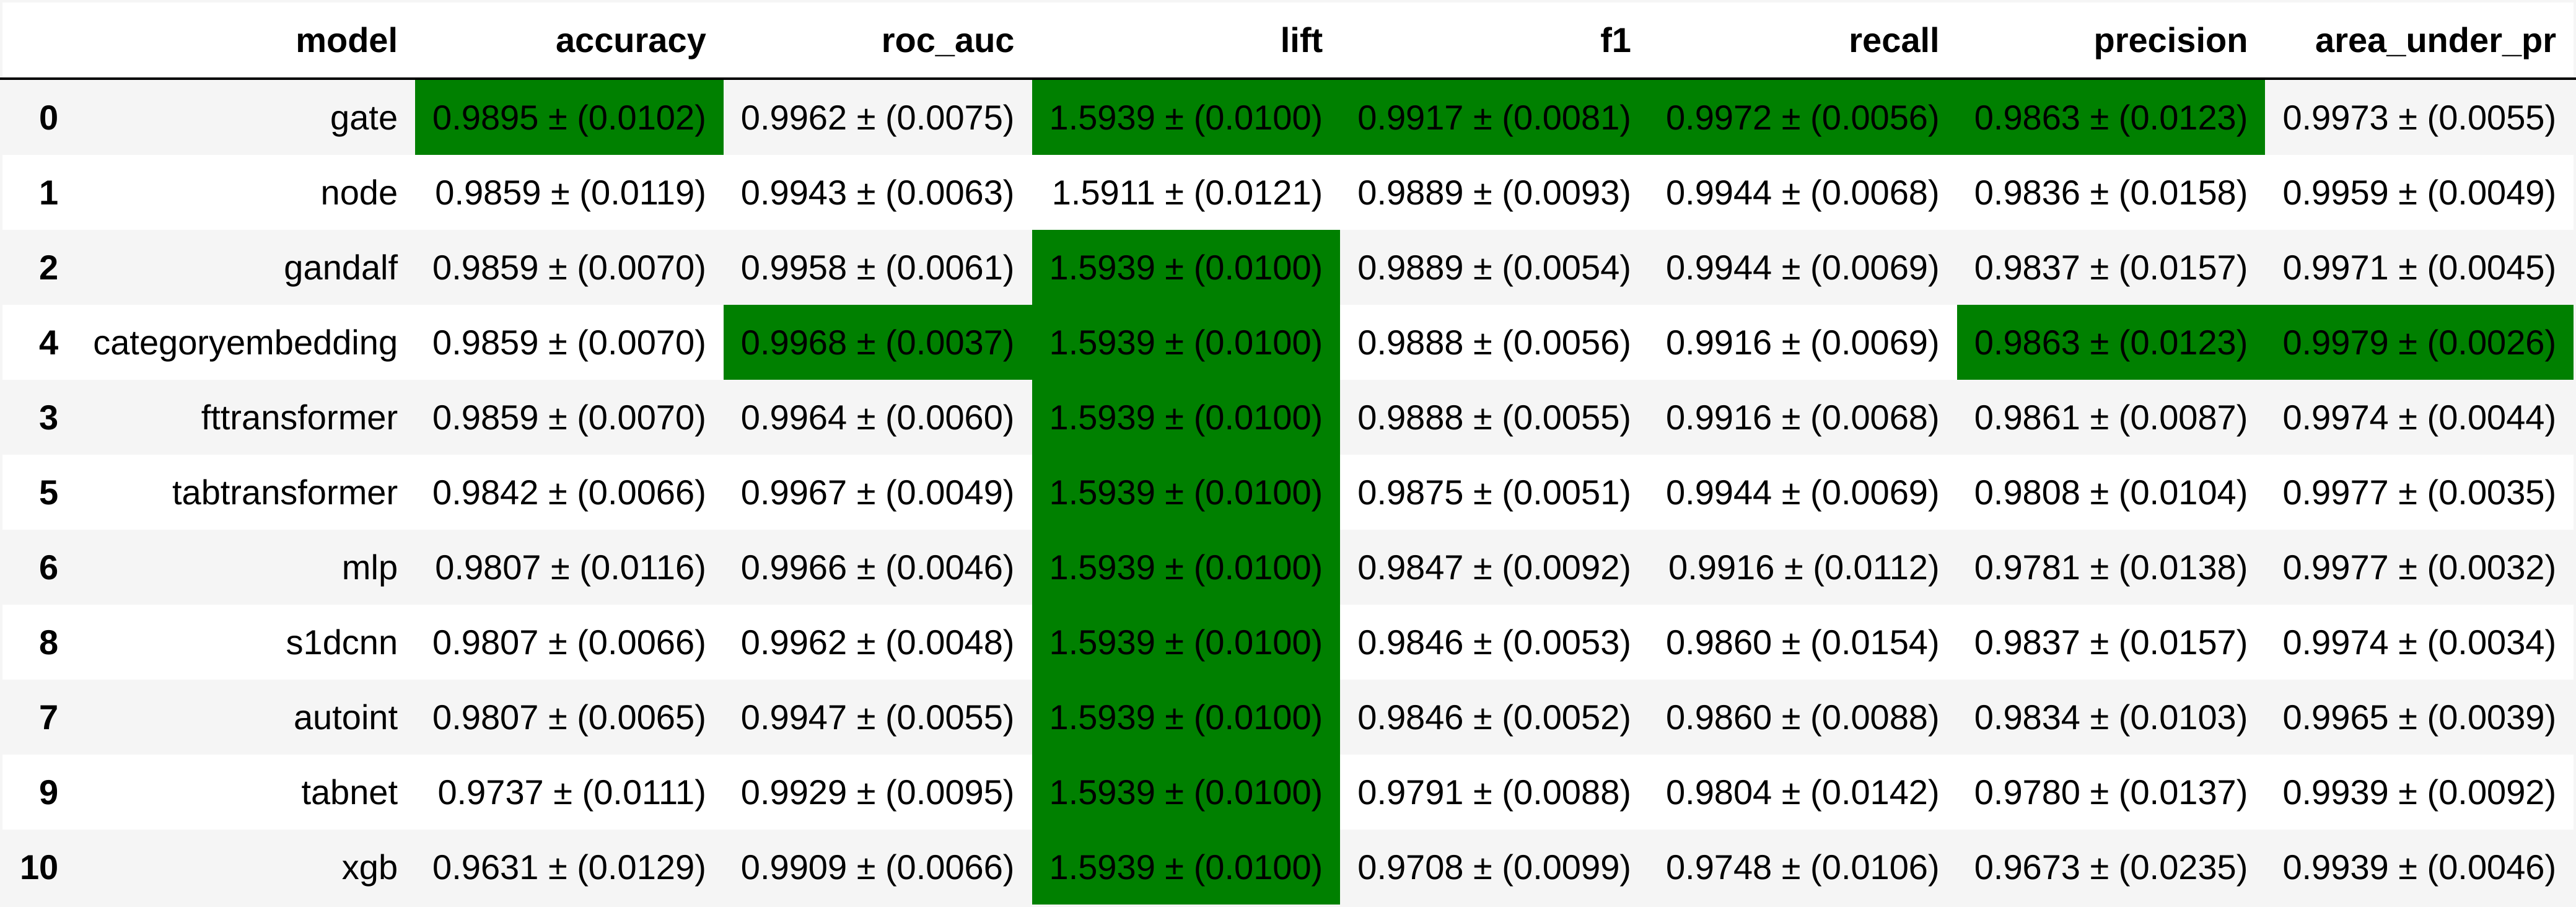 model accuracy roc_auc lift f1 recall precision area_under_pr
0 gate 0.9895 ± (0.0102) 0.9962 ± (0.0075) 1.5939 ± (0.0100) 0.9917 ± (0.0081) 0.9972 ± (0.0056) 0.9863 ± (0.0123) 0.9973 ± (0.0055)
1 node 0.9859 ± (0.0119) 0.9943 ± (0.0063) 1.5911 ± (0.0121) 0.9889 ± (0.0093) 0.9944 ± (0.0068) 0.9836 ± (0.0158) 0.9959 ± (0.0049)
2 gandalf 0.9859 ± (0.0070) 0.9958 ± (0.0061) 1.5939 ± (0.0100) 0.9889 ± (0.0054) 0.9944 ± (0.0069) 0.9837 ± (0.0157) 0.9971 ± (0.0045)
4 categoryembedding 0.9859 ± (0.0070) 0.9968 ± (0.0037) 1.5939 ± (0.0100) 0.9888 ± (0.0056) 0.9916 ± (0.0069) 0.9863 ± (0.0123) 0.9979 ± (0.0026)
3 fttransformer 0.9859 ± (0.0070) 0.9964 ± (0.0060) 1.5939 ± (0.0100) 0.9888 ± (0.0055) 0.9916 ± (0.0068) 0.9861 ± (0.0087) 0.9974 ± (0.0044)
5 tabtransformer 0.9842 ± (0.0066) 0.9967 ± (0.0049) 1.5939 ± (0.0100) 0.9875 ± (0.0051) 0.9944 ± (0.0069) 0.9808 ± (0.0104) 0.9977 ± (0.0035)
6 mlp 0.9807 ± (0.0116) 0.9966 ± (0.0046) 1.5939 ± (0.0100) 0.9847 ± (0.0092) 0.9916 ± (0.0112) 0.9781 ± (0.0138) 0.9977 ± (0.0032)
8 s1dcnn 0.9807 ± (0.0066) 0.9962 ± (0.0048) 1.5939 ± (0.0100) 0.9846 ± (0.0053) 0.9860 ± (0.0154) 0.9837 ± (0.0157) 0.9974 ± (0.0034)
7 autoint 0.9807 ± (0.0065) 0.9947 ± (0.0055) 1.5939 ± (0.0100) 0.9846 ± (0.0052) 0.9860 ± (0.0088) 0.9834 ± (0.0103) 0.9965 ± (0.0039)
9 tabnet 0.9737 ± (0.0111) 0.9929 ± (0.0095) 1.5939 ± (0.0100) 0.9791 ± (0.0088) 0.9804 ± (0.0142) 0.9780 ± (0.0137) 0.9939 ± (0.0092)
10 xgb 0.9631 ± (0.0129) 0.9909 ± (0.0066) 1.5939 ± (0.0100) 0.9708 ± (0.0099) 0.9748 ± (0.0106) 0.9673 ± (0.0235) 0.9939 ± (0.0046)